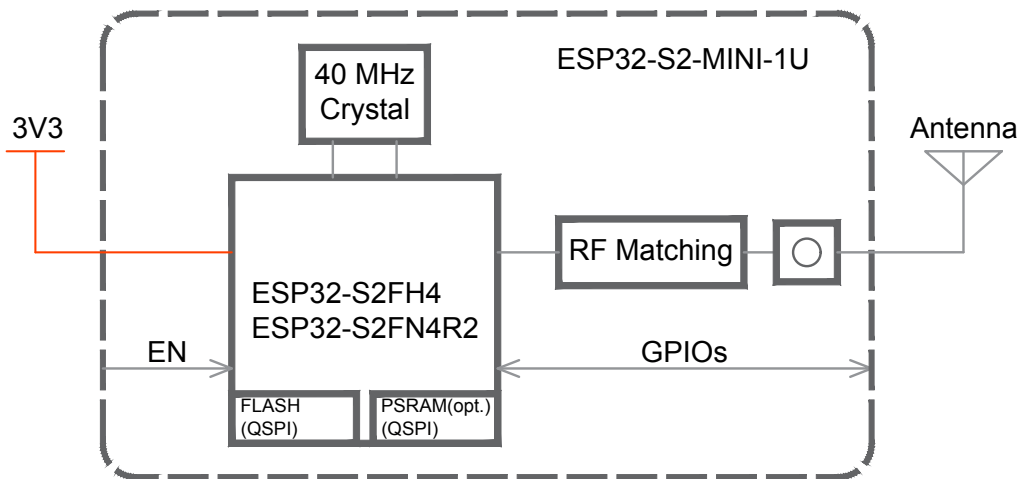 ESP32-S2-MINI-1U
40 MHz
Crystal
3V3
Antenna
RF Matching
ESP32-S2FH4
ESP32-S2FN4R2
EN
GPIOs
FLASH
(QSPI)
PSRAM(opt.)
(QSPI)